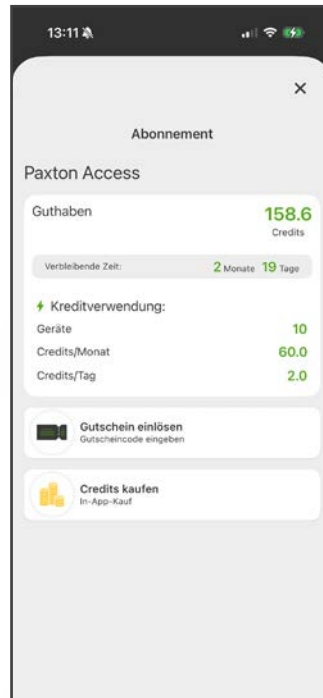 13:11
Abonnement
Paxton Access
Guthaben
158.6
Credits
Verbleibende Zeit:
2 Monate 19 Tage
Kreditverwendung:
Geräte
10
Credits/Monat
60.0
Credits/Tag
2.0
Gutschein einlösen
Gutscheincode eingeben
Credits kaufen
In-App-Kauf